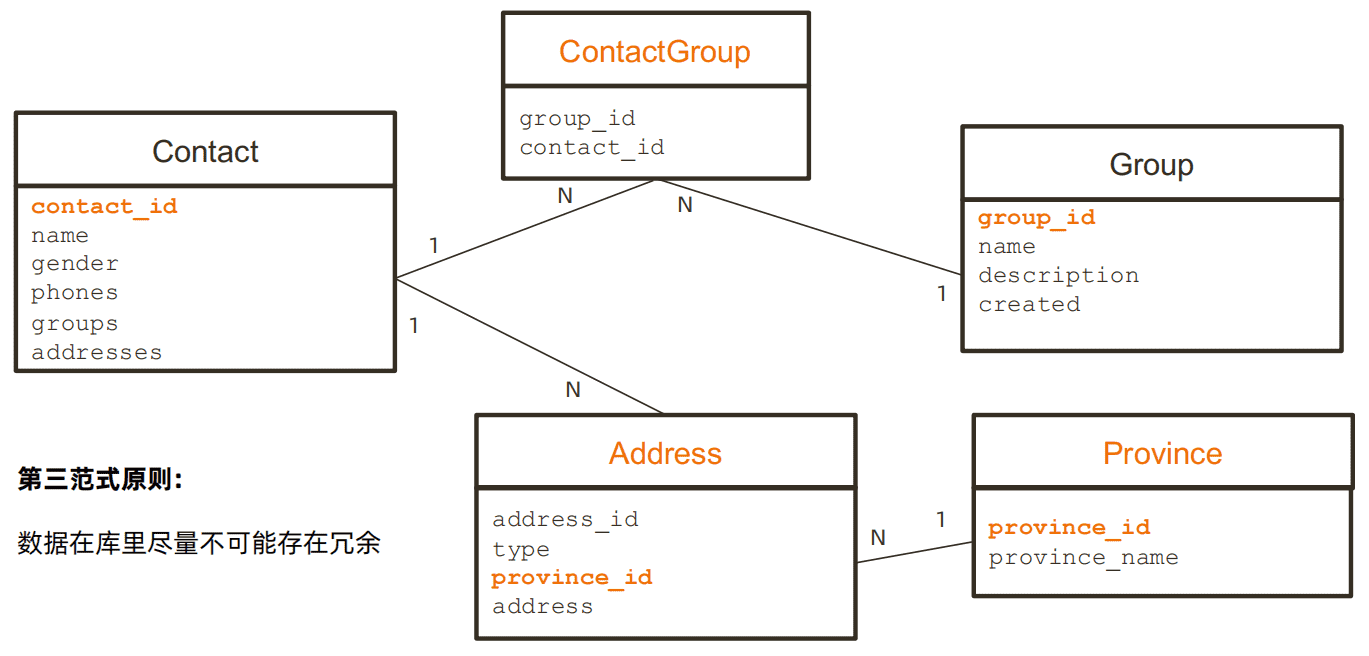 ContactGroup
group_id
contact_id
Contact
contact_id
name
gender
phones
groups
addresses
Group
group_id
name
description
created
N
N
1
1
1
N
Address
address_id
type
province_id
address
Province
province_id
province_name
N
1
第三范式原则：
数据在库里尽量不可能存在冗余